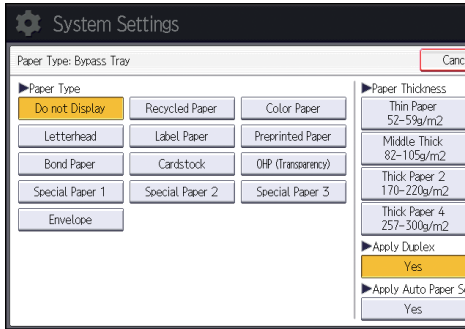 System Settings
Paper Type: Bypass Tray
Paper Type
Do not Display
Recycled Paper
Color Paper
Letterhead
Label Paper
Preprinted Paper
Bond Paper
Cardstock
OHP (Transparency)
Special Paper 1
Special Paper 2
Special Paper 3
Envelope
Paper Thickness
Thin Paper
52-59g/m2
Middle Thick
82-105g/m2
Thick Paper 2
170-220g/m2
Thick Paper 4
257-300g/m2
Apply Duplex
Yes
Apply Auto Paper
Yes